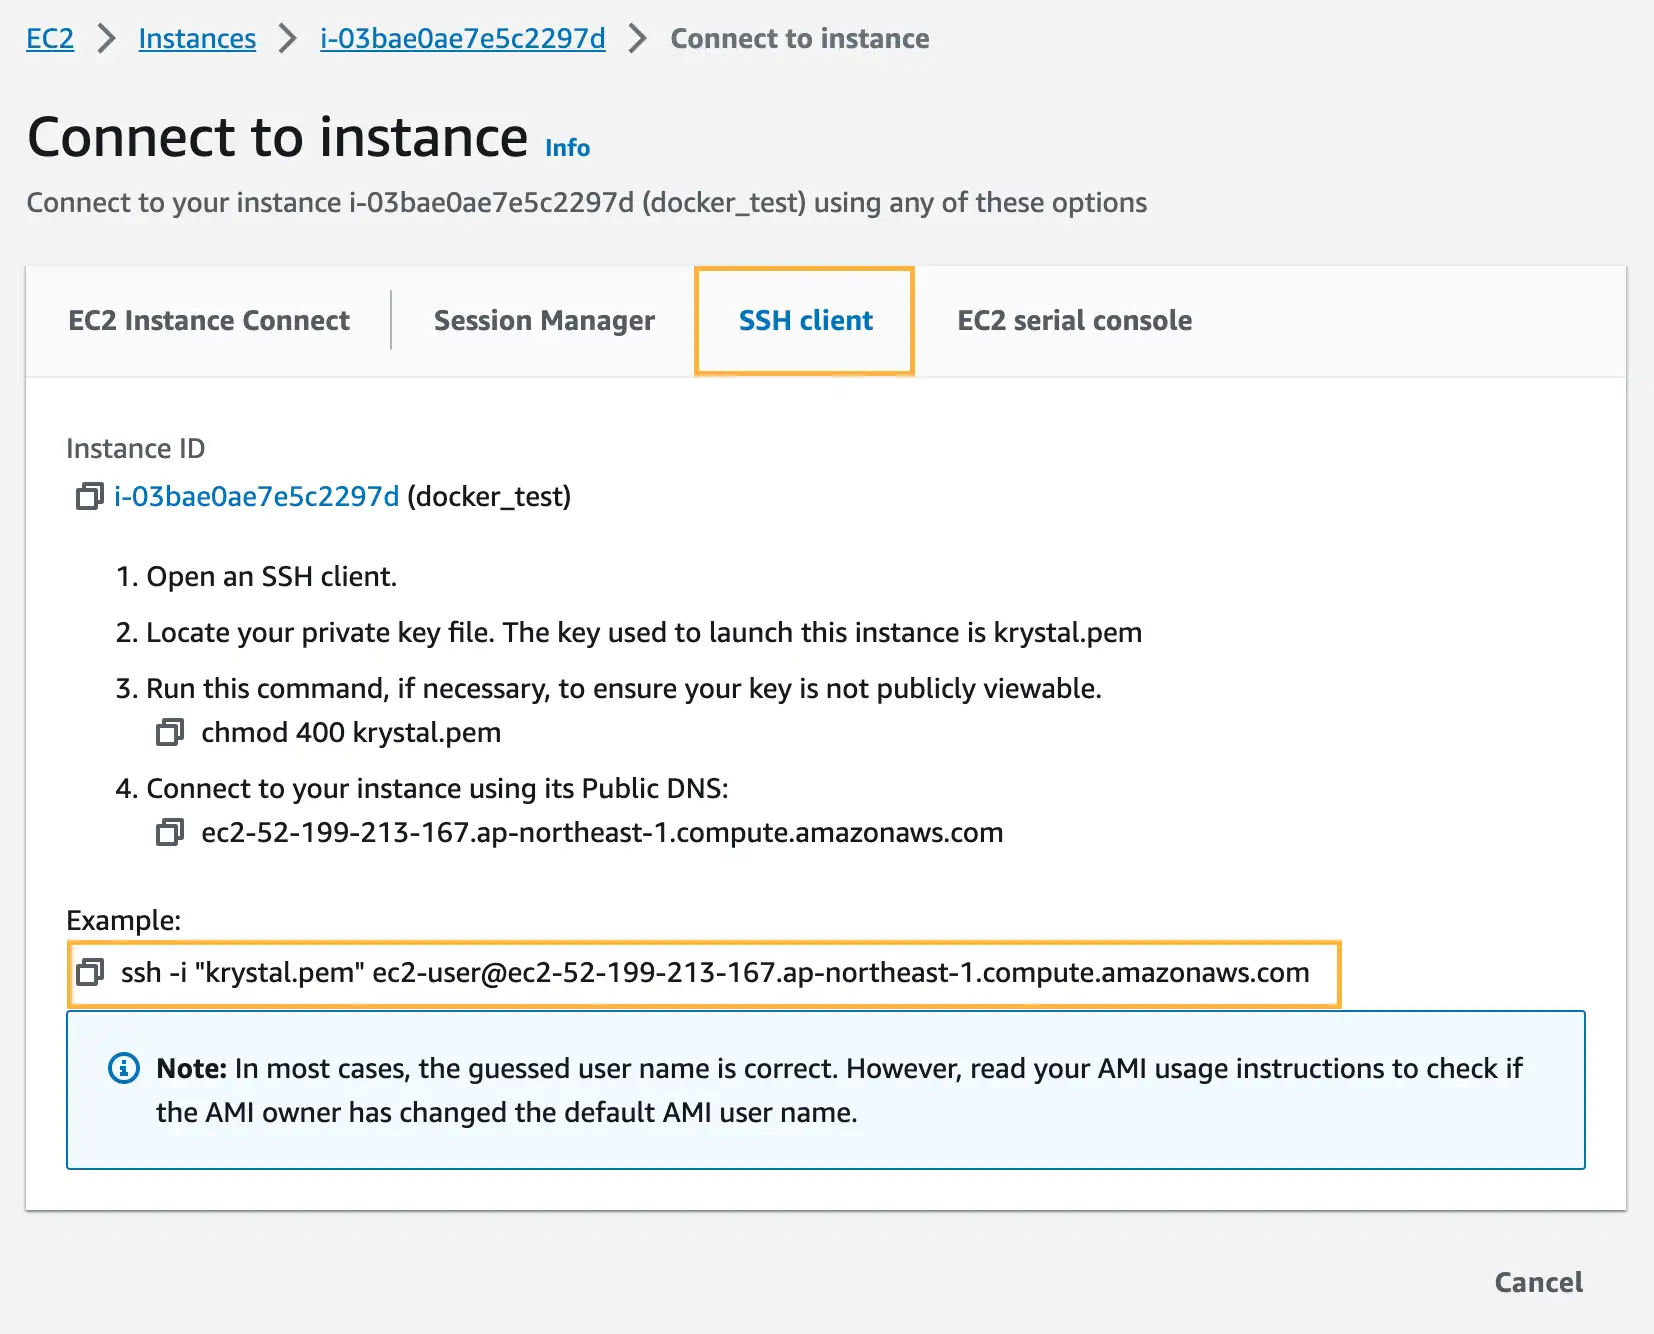 EC2 > Instances > i-03bae0ae7e5c2297d > Connect to instance
Connect to instance Info
Connect to your instance i-03bae0ae7e5c2297d (docker_test) using any of these options
EC2 Instance Connect Session Manager SSH client EC2 serial console
Instance ID
i-03bae0ae7e5c2297d (docker_test)
1. Open an SSH client.
2. Locate your private key file. The key used to launch this instance is krystal.pem
3. Run this command, if necessary, to ensure your key is not publicly viewable.
chmod 400 krystal.pem
4. Connect to your instance using its Public DNS:
ec2-52-199-213-167.ap-northeast-1.compute.amazonaws.com
Example:
ssh -i "krystal.pem" ec2-user@ec2-52-199-213-167.ap-northeast-1.compute.amazonaws.com
Note: In most cases, the guessed user name is correct. However, read your AMI usage instructions to check if
the AMI owner has changed the default AMI user name.
Cancel